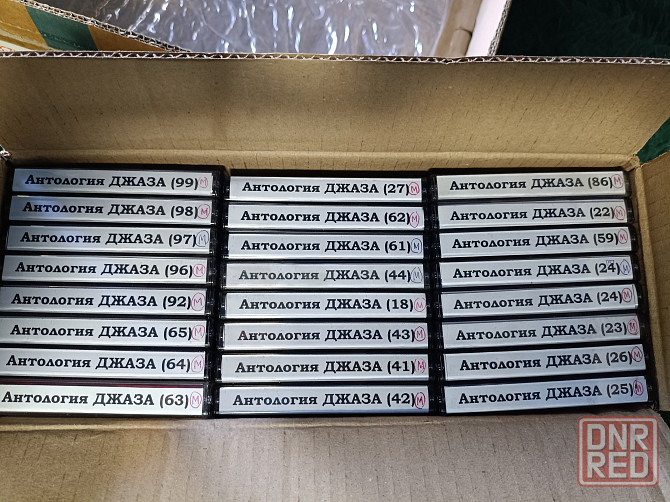 Антология ДЖАЗА (99) М
Антология ДЖАЗА (98) М
Антология ДЖАЗА (97) М
Антология ДЖАЗА (96) М
Антология ДЖАЗА (92) М
Антология ДЖАЗА (65) М
Антология ДЖАЗА (64) М
Антология ДЖАЗА (63) М
Антология ДЖАЗА (27) М
Антология ДЖАЗА (62) М
Антология ДЖАЗА (61) М
Антология ДЖАЗА (44) М
Антология ДЖАЗА (18) М
Антология ДЖАЗА (43) М
Антология ДЖАЗА (41) М
Антология ДЖАЗА (42) М
Антология ДЖАЗА (86) М
Антология ДЖАЗА (22) М
Антология ДЖАЗА (59) М
Антология ДЖАЗА (24) М
Антология ДЖАЗА (24) М
Антология ДЖАЗА (23) М
Антология ДЖАЗА (26) М
Антология ДЖАЗА (25) М
DNR
RED